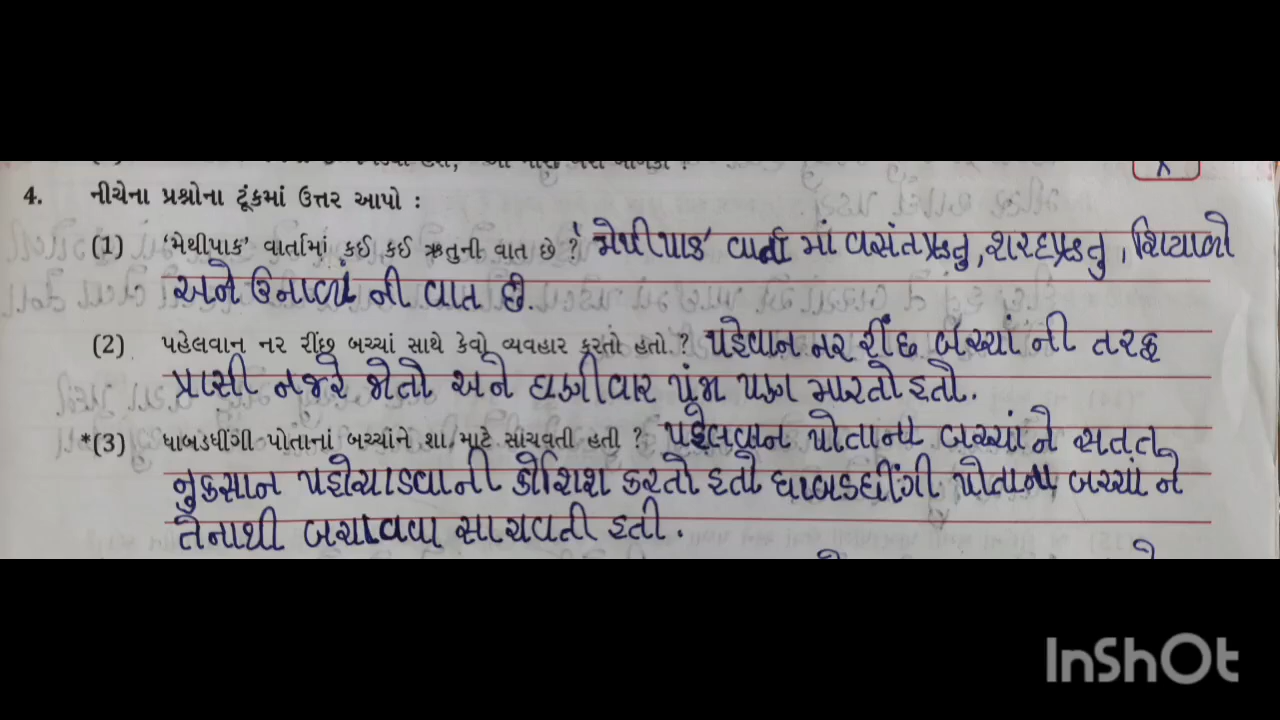 4. નીચેના પ્રશ્નોના ટૂંકમાં ઉત્તર આપો :
(1) 'મેથીપાક' વાર્તામાં કઈ કઈ ઋતુની વાત છે ? 'મેથીપાક' વાર્તા માં વસંતઋતુ, શરદઋતુ, શિયાળો
અને ઉનાળાં ની વાત છે.
(2) પહેલવાન નર રીંછ બચ્ચાં સાથે કેવો વ્યવહાર કરતો હતો ? પહેવાન નર રીંછ બચ્ચાં ની તરફ
ત્રાસી નજરે જોતો અને ઘણીવાર પંજા પણ મારતો હતો.
*(3) ધાબડધીંગી પોતાનાં બચ્ચાંને શા માટે સાચવતી હતી ? પહેલવાન પોતાના બચ્ચાં ને સતત
નુકસાન પહોચાડવાની કોશિશ કરતો હતો ધાબડધીંગી પોતાના બચ્ચાં ને
તેનાથી બચાવવા સાચવતી હતી.
InShOt